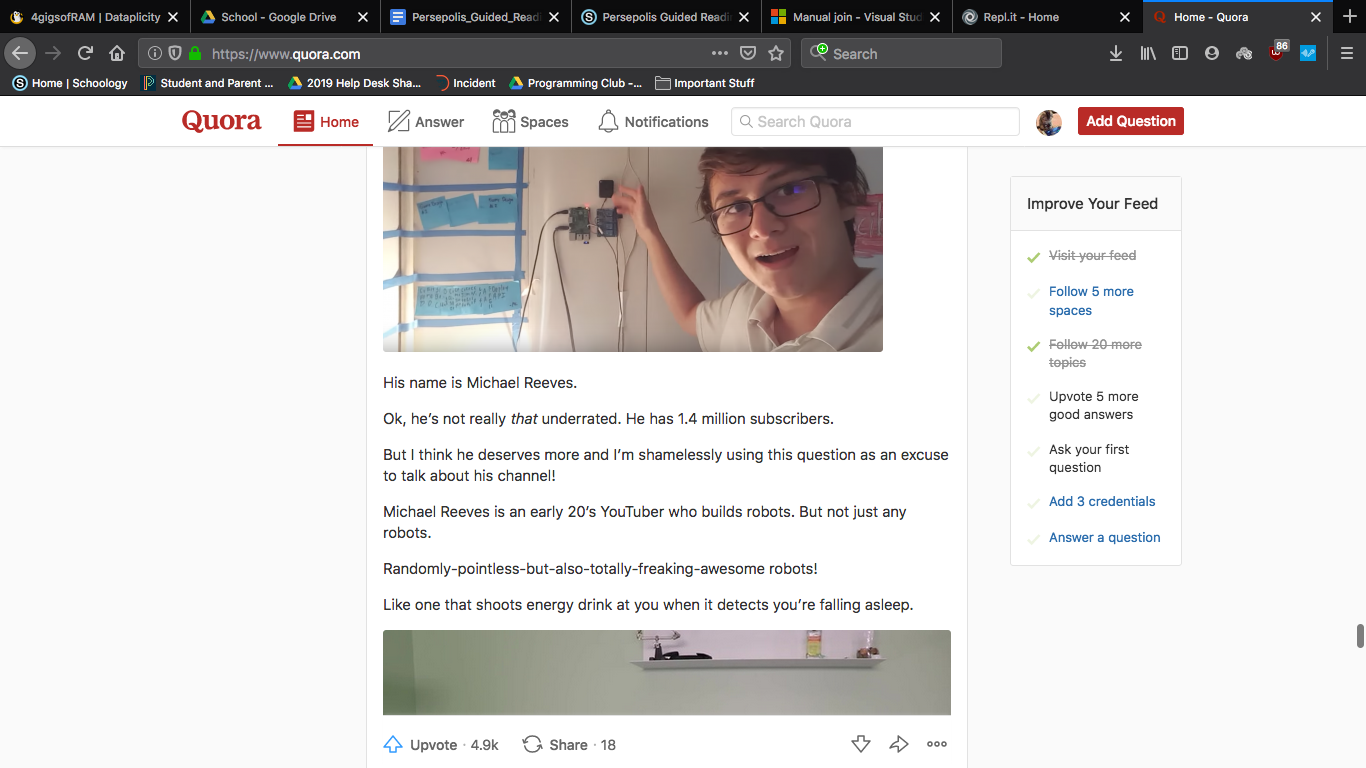 4gigsofRAM | Dataplicity
School - Google Drive
Persepolis_Guided_Readi
Persepolis Guided Readi
Manual join - Visual Stud
Repl.it - Home
Home - Quora
https://www.quora.com
Search
86
Home | Schoology
Student and Parent ...
2019 Help Desk Sha...
Incident
Programming Club -...
Important Stuff
Quora
Home
Answer
Spaces
Notifications
Search Quora
Add Question
His name is Michael Reeves.
Ok, he's not really that underrated. He has 1.4 million subscribers.
But I think he deserves more and I'm shamelessly using this question as an excuse
to talk about his channel!
Michael Reeves is an early 20's YouTuber who builds robots. But not just any
robots.
Randomly-pointless-but-also-totally-freaking-awesome robots!
Like one that shoots energy drink at you when it detects you're falling asleep.
Upvote · 4.9k
Share · 18
Improve Your Feed
Visit your feed
Follow 5 more
spaces
Follow 20 more
topics
Upvote 5 more
good answers
Ask your first
question
Add 3 credentials
Answer a question